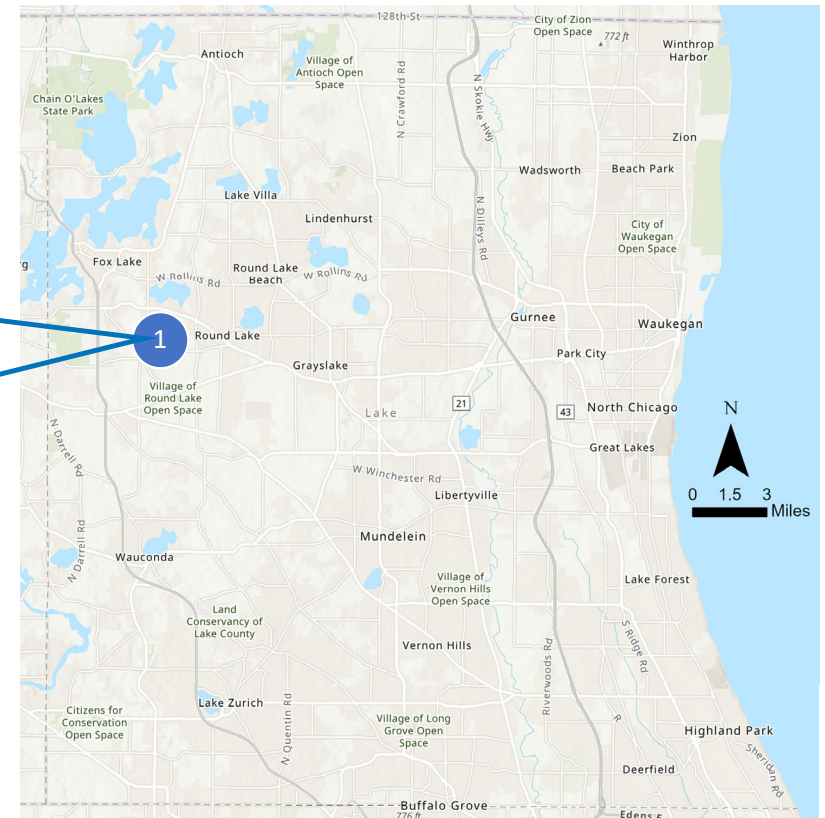 128th St
City of Zion
Open Space
772 ft
Winthrop
Harbor
Antioch
Village of
Antioch Open
Space
N Crawford Rd
N Skokie Hwy
Chain O'Lakes
State Park
Zion
Wadsworth
Beach Park
Lake Villa
Lindenhurst
N Dilleys Rd
City of
Waukegan
Open Space
rg
Fox Lake
W Rollins Rd
Round Lake
Beach
W Rollins Rd
Gurnee
Waukegan
1
Round Lake
Park City
Grayslake
Village of
Round Lake
Open Space
Lake
21
43
North Chicago
N
Great Lakes
N Darrell Rd
W Winchester Rd
Libertyville
0 1.5 3
Miles
Mundelein
N Darrell Rd
Wauconda
Village of
Vernon Hills
Open Space
Lake Forest
Land
Conservancy of
Lake County
S Ridge Rd
Vernon Hills
Riverwoods Rd
Citizens for
Conservation
Open Space
Lake Zurich
N Quentin Rd
Village of Long
Grove Open
Space
R
Highland Park
Sheridan Rd
Deerfield
Buffalo Grove
776 ft
Edens E